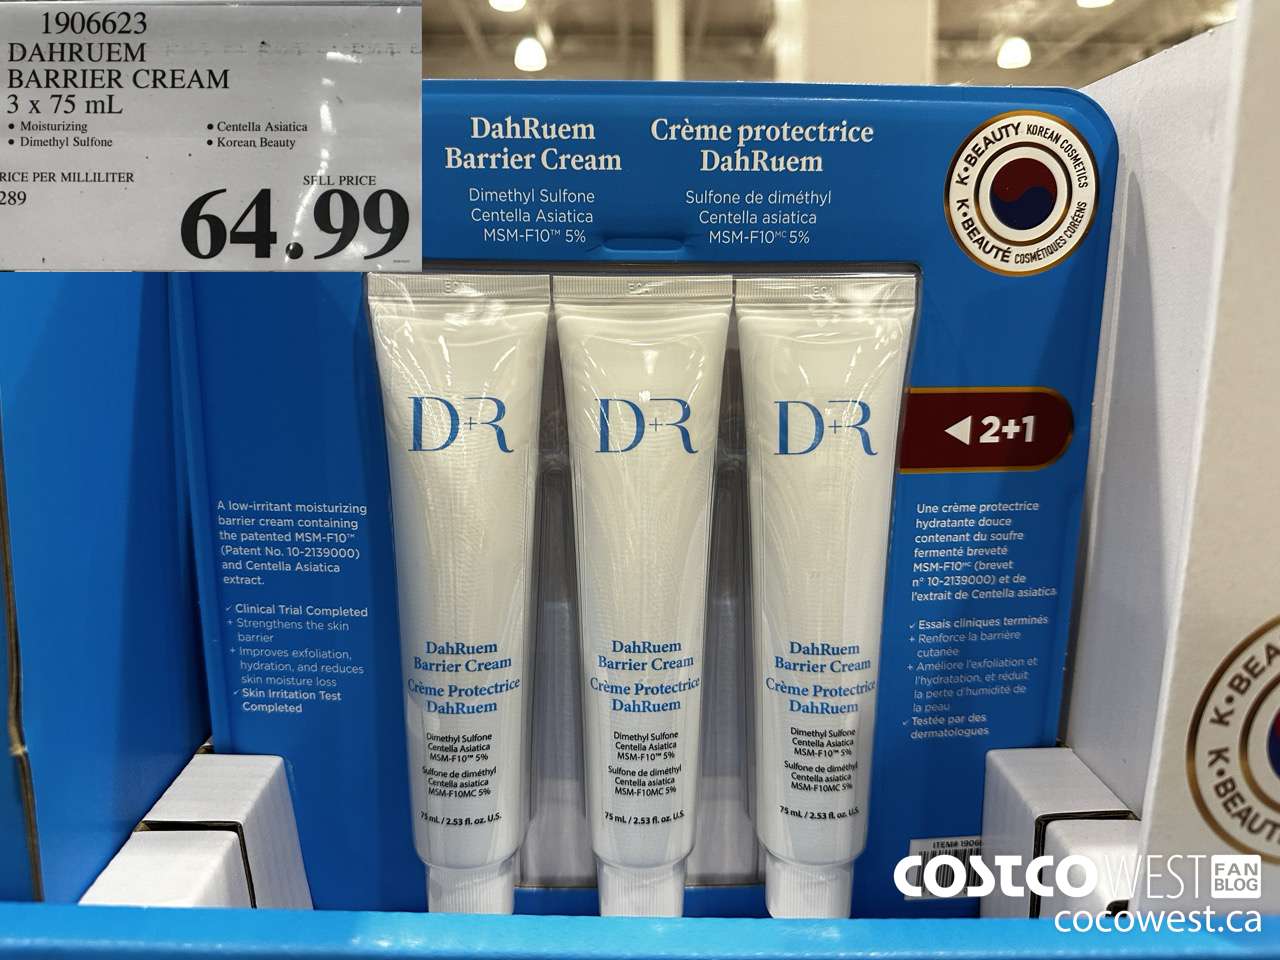 1906623
DAHRUEM
BARRIER CREAM
3 x 75 mL
• Moisturizing
• Dimethyl Sulfone
• Centella Asiatica
• Korean Beauty
RICE PER MILLILITER
289
SELL PRICE
64.99
DahRuem
Barrier Cream
Dimethyl Sulfone
Centella Asiatica
MSM-F10™ 5%
Crème protectrice
DahRuem
Sulfone de diméthyl
Centella asiatica
MSM-F10ᴹᶜ 5%
K•BEAUTY KOREAN COSMETICS
K•BEAUTÉ COSMÉTIQUES CORÉENS
D+R
D+R
D+R
◀ 2+1
A low-irritant moisturizing
barrier cream containing
the patented MSM-F10™
(Patent No. 10-2139000)
and Centella Asiatica
extract.
✓ Clinical Trial Completed
+ Strengthens the skin
barrier
+ Improves exfoliation,
hydration, and reduces
skin moisture loss
✓ Skin Irritation Test
Completed
Une crème protectrice
hydratante douce
contenant du soufre
fermenté breveté
MSM-F10ᴹᶜ (brevet
n° 10-2139000) et de
l'extrait de Centella asiatica.
✓ Essais cliniques terminés
+ Renforce la barrière
cutanée
+ Améliore l'exfoliation et
l'hydratation, et réduit
la perte d'humidité de
la peau
✓ Testée par des
dermatologues
DahRuem
Barrier Cream
Crème Protectrice
DahRuem
Dimethyl Sulfone
Centella Asiatica
MSM-F10™ 5%
Sulfone de diméthyl
Centella asiatica
MSM-F10MC 5%
75 mL / 2.53 fl. oz. U.S.
DahRuem
Barrier Cream
Crème Protectrice
DahRuem
Dimethyl Sulfone
Centella Asiatica
MSM-F10™ 5%
Sulfone de diméthyl
Centella asiatica
MSM-F10MC 5%
75 mL / 2.53 fl. oz. U.S.
DahRuem
Barrier Cream
Crème Protectrice
DahRuem
Dimethyl Sulfone
Centella Asiatica
MSM-F10™ 5%
Sulfone de diméthyl
Centella asiatica
MSM-F10MC 5%
75 mL / 2.53 fl. oz. U.S.
ITEM# 1906
K•BEA
K•BEAUT
COSTCO WEST FAN BLOG
cocowest.ca